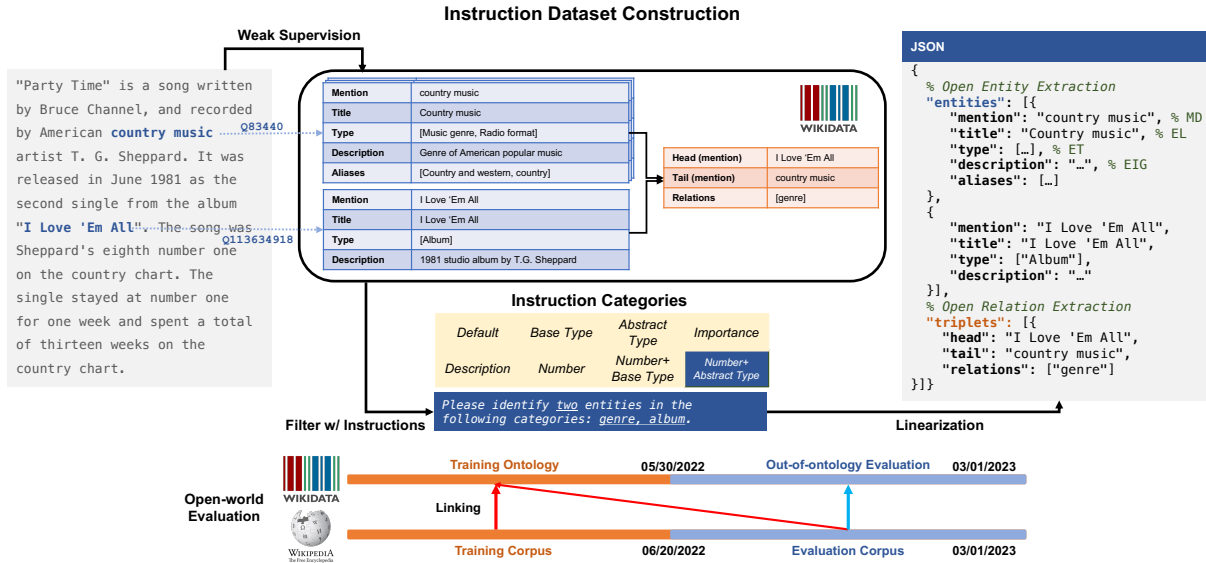 Instruction Dataset Construction
Weak Supervision
"Party Time" is a song written
by Bruce Channel, and recorded
by American country music
artist T. G. Sheppard. It was
released in June 1981 as the
second single from the album
"I Love 'Em All". The song was
Sheppard's eighth number one
on the country chart. The
single stayed at number one
for one week and spent a total
of thirteen weeks on the
country chart.
Q83440
Q113634918
Mention country music
Title Country music
Type [Music genre, Radio format]
Description Genre of American popular music
Aliases [Country and western, country]
Mention I Love 'Em All
Title I Love 'Em All
Type [Album]
Description 1981 studio album by T.G. Sheppard
WIKIDATA
Head (mention) I Love 'Em All
Tail (mention) country music
Relations [genre]
Instruction Categories
Default Base Type Abstract Type Importance
Description Number Number+ Base Type Number+ Abstract Type
Filter w/ Instructions
Please identify two entities in the
following categories: genre, album.
Linearization
JSON
{
% Open Entity Extraction
"entities": [{
"mention": "country music", % MD
"title": "Country music", % EL
"type": […], % ET
"description": "…", % EIG
"aliases": […]
},
{
"mention": "I Love 'Em All",
"title": "I Love 'Em All",
"type": ["Album"],
"description": "…"
}],
% Open Relation Extraction
"triplets": [{
"head": "I Love 'Em All",
"tail": "country music",
"relations": ["genre"]
}]}
Open-world
Evaluation
WIKIDATA
Training Ontology 05/30/2022 Out-of-ontology Evaluation 03/01/2023
Linking
WIKIPEDIA
The Free Encyclopedia
Training Corpus 06/20/2022 Evaluation Corpus 03/01/2023